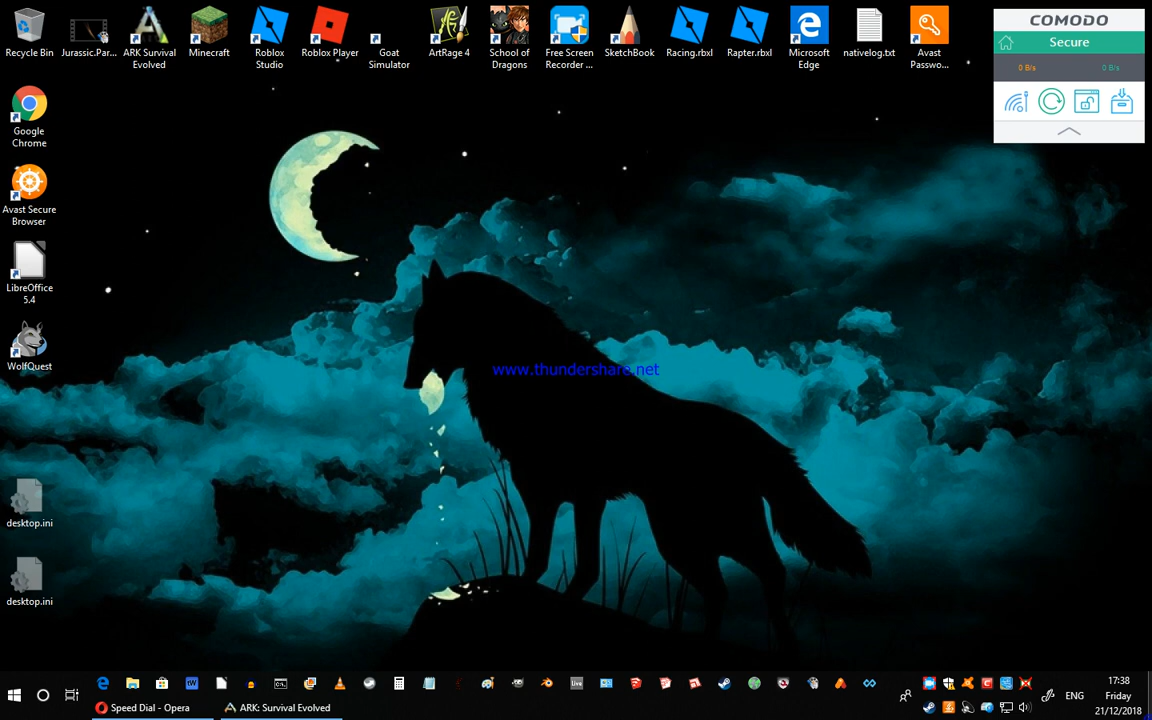 Recycle Bin
Jurassic.Par...
ARK Survival
Evolved
Minecraft
Roblox
Studio
Roblox Player
Goat
Simulator
ArtRage 4
School of
Dragons
Free Screen
Recorder ...
SketchBook
Racing.rbxl
Rapter.rbxl
Microsoft
Edge
nativelog.txt
Avast
Passwo...
COMODO
Secure
0 B/s
0 B/s
Google
Chrome
Avast Secure
Browser
LibreOffice
5.4
WolfQuest
www.thundershare.net
desktop.ini
desktop.ini
Speed Dial - Opera
ARK: Survival Evolved
Live
ENG
17:38
Friday
21/12/2018